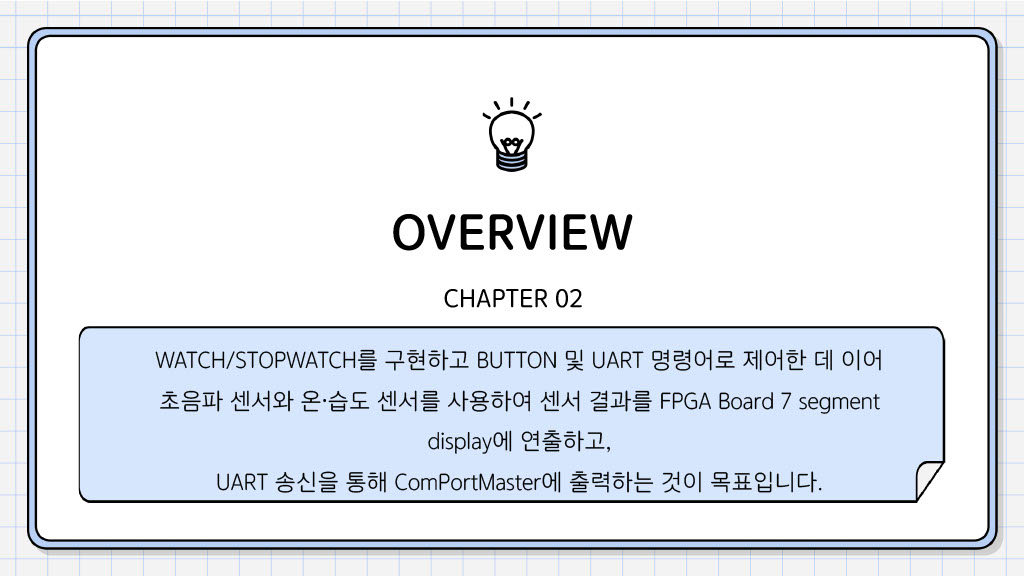 OVERVIEW
CHAPTER 02
WATCH/STOPWATCH를 구현하고 BUTTON 및 UART 명령어로 제어한 데 이어
초음파 센서와 온·습도 센서를 사용하여 센서 결과를 FPGA Board 7 segment
display에 연출하고,
UART 송신을 통해 ComPortMaster에 출력하는 것이 목표입니다.